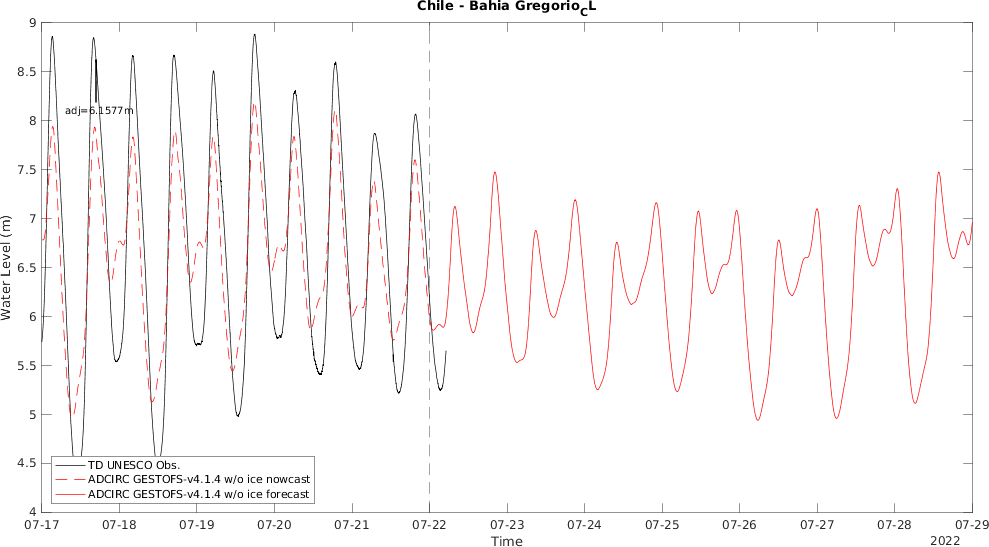 Chile - Bahia Gregorio_CL
Water Level (m)
9
8.5
8
7.5
7
6.5
6
5.5
5
4.5
4
adj=6.1577m
TD UNESCO Obs.
ADCIRC GESTOFS-v4.1.4 w/o ice nowcast
ADCIRC GESTOFS-v4.1.4 w/o ice forecast
07-17 07-18 07-19 07-20 07-21 07-22 07-23 07-24 07-25 07-26 07-27 07-28 07-29
Time
2022